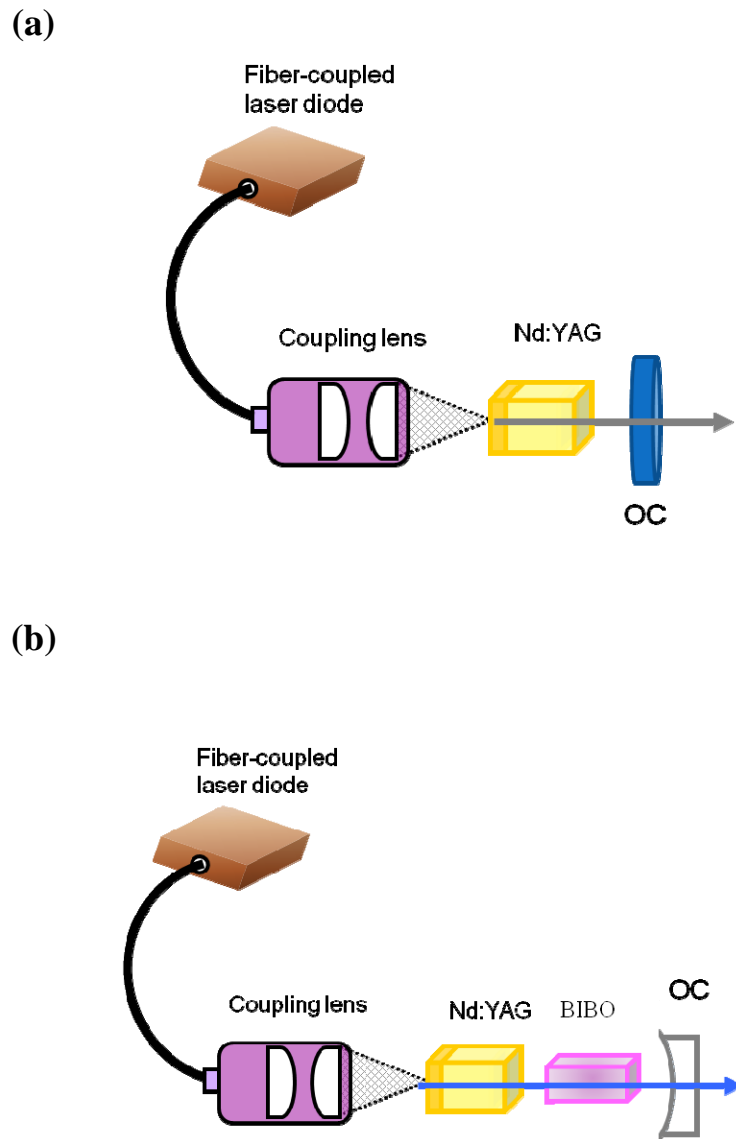 (a)
Fiber-coupled
laser diode
Coupling lens
Nd:YAG
OC
(b)
Fiber-coupled
laser diode
Coupling lens
Nd:YAG
BIBO
OC